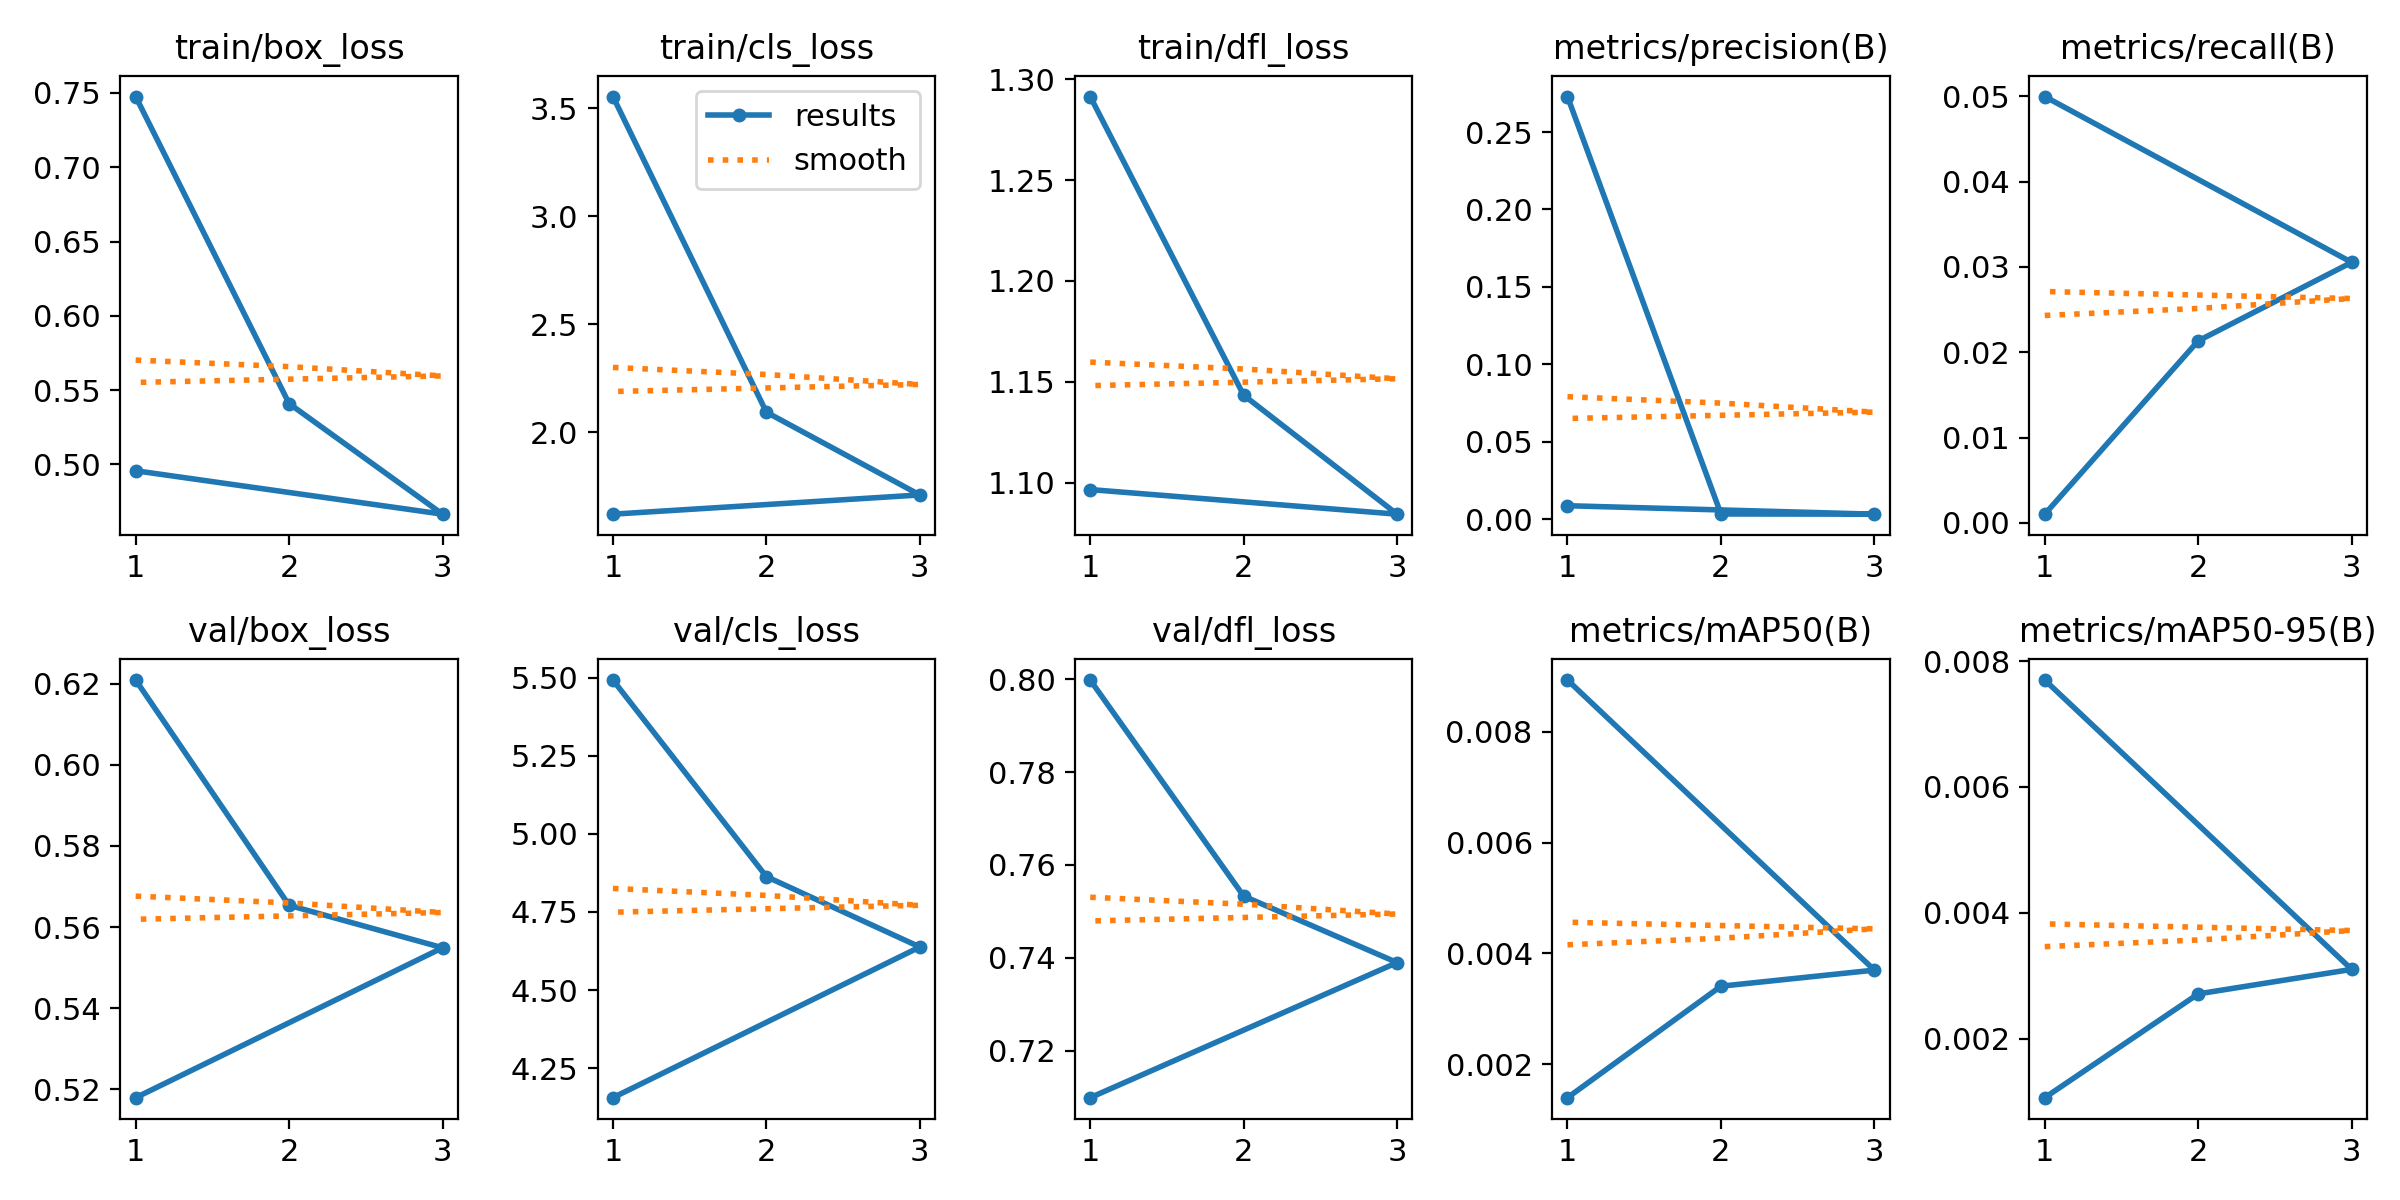 train/box_loss
0.75
0.70
0.65
0.60
0.55
0.50
1 2 3
train/cls_loss
3.5
3.0
2.5
2.0
results
smooth
1 2 3
train/dfl_loss
1.30
1.25
1.20
1.15
1.10
1 2 3
metrics/precision(B)
0.25
0.20
0.15
0.10
0.05
0.00
1 2 3
metrics/recall(B)
0.05
0.04
0.03
0.02
0.01
0.00
1 2 3
val/box_loss
0.62
0.60
0.58
0.56
0.54
0.52
1 2 3
val/cls_loss
5.50
5.25
5.00
4.75
4.50
4.25
1 2 3
val/dfl_loss
0.80
0.78
0.76
0.74
0.72
1 2 3
metrics/mAP50(B)
0.008
0.006
0.004
0.002
1 2 3
metrics/mAP50-95(B)
0.008
0.006
0.004
0.002
1 2 3